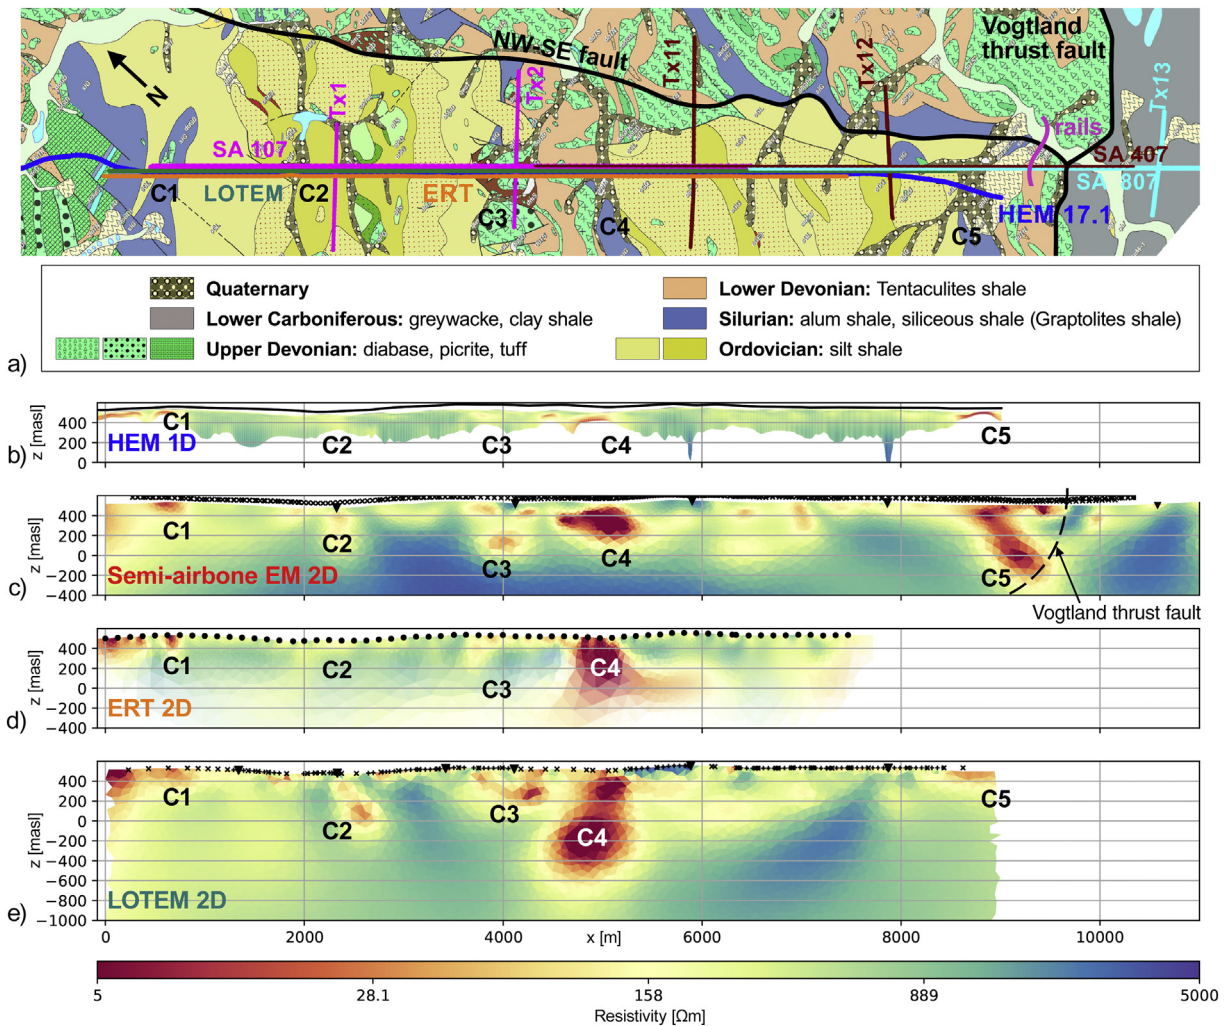 Vogtland
thrust fault
NW-SE fault
N
Tx1
Tx2
Tx11
Tx12
Tx13
rails
SA 107
SA 407
SA 807
C1
LOTEM
C2
ERT
C3
C4
C5
HEM 17.1
a)
Quaternary
Lower Carboniferous: greywacke, clay shale
Upper Devonian: diabase, picrite, tuff
Lower Devonian: Tentaculites shale
Silurian: alum shale, siliceous shale (Graptolites shale)
Ordovician: silt shale
b)
z [masl]
400
200
0
HEM 1D
C1
C2
C3
C4
C5
c)
z [masl]
400
200
0
−200
−400
Semi-airbone EM 2D
C1
C2
C3
C4
C5
Vogtland thrust fault
d)
z [masl]
400
200
0
−200
−400
ERT 2D
C1
C2
C3
C4
e)
z [masl]
400
200
0
−200
−400
−600
−800
−1000
LOTEM 2D
C1
C2
C3
C4
C5
0 2000 4000 6000 8000 10000
x [m]
5 28.1 158 889 5000
Resistivity [Ωm]